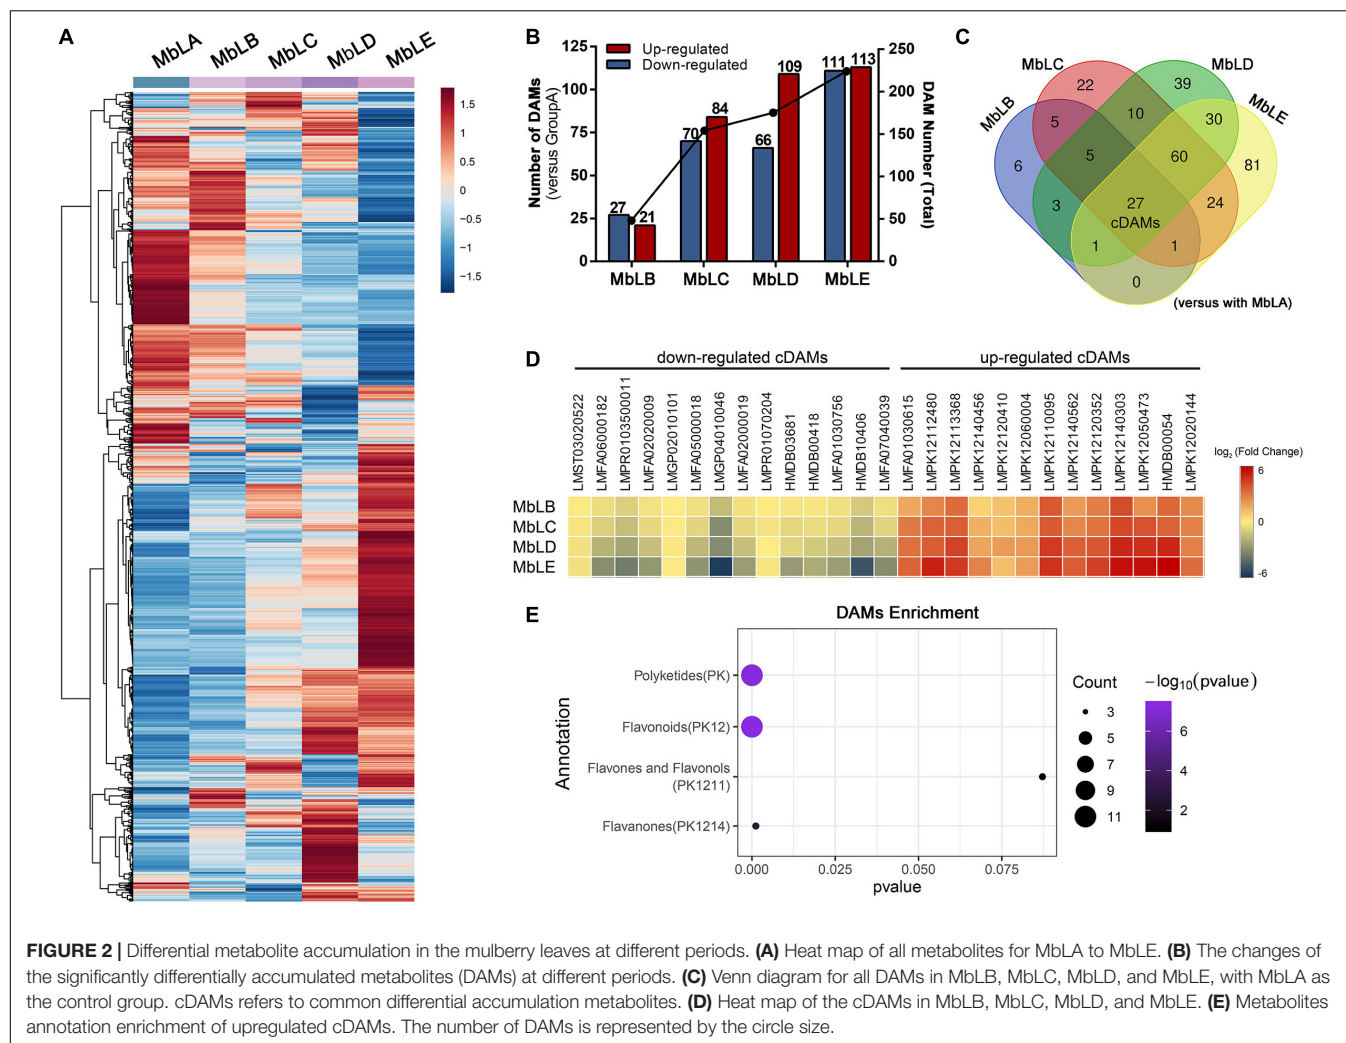 A
MbLA MbLB MbLC MbLD MbLE
1.5
1
0.5
0
−0.5
−1
−1.5
B
Up-regulated
Down-regulated
Number of DAMs
(versus GroupA)
DAM Number (Total)
125
100
75
50
25
0
250
200
150
100
50
0
27 21 70 84 66 109 111 113
MbLB MbLC MbLD MbLE
C
MbLB MbLC MbLD MbLE
22 39
5 10 30
6 5 60 81
3 27 24
cDAMs
1 1
0
(versus with MbLA)
D
down-regulated cDAMs up-regulated cDAMs
LMST03020522
LMFA06000182
LMPR0103500011
LMFA02020009
LMGP02010101
LMFA05000018
LMGP04010046
LMFA02000019
LMPR01070204
HMDB03681
HMDB00418
LMFA01030756
HMDB10406
LMFA07040039
LMFA01030615
LMPK12112480
LMPK12113368
LMPK12140456
LMPK12120410
LMPK12060004
LMPK12110095
LMPK12140562
LMPK12120352
LMPK12140303
LMPK12050473
HMDB00054
LMPK12020144
MbLB
MbLC
MbLD
MbLE
log₂ (Fold Change)
6
0
-6
E
DAMs Enrichment
Annotation
Polyketides(PK)
Flavonoids(PK12)
Flavones and Flavonols
(PK1211)
Flavanones(PK1214)
0.000 0.025 0.050 0.075
pvalue
Count
3
5
7
9
11
−log₁₀(pvalue)
6
4
2
FIGURE 2 | Differential metabolite accumulation in the mulberry leaves at different periods. (A) Heat map of all metabolites for MbLA to MbLE. (B) The changes of
the significantly differentially accumulated metabolites (DAMs) at different periods. (C) Venn diagram for all DAMs in MbLB, MbLC, MbLD, and MbLE, with MbLA as
the control group. cDAMs refers to common differential accumulation metabolites. (D) Heat map of the cDAMs in MbLB, MbLC, MbLD, and MbLE. (E) Metabolites
annotation enrichment of upregulated cDAMs. The number of DAMs is represented by the circle size.